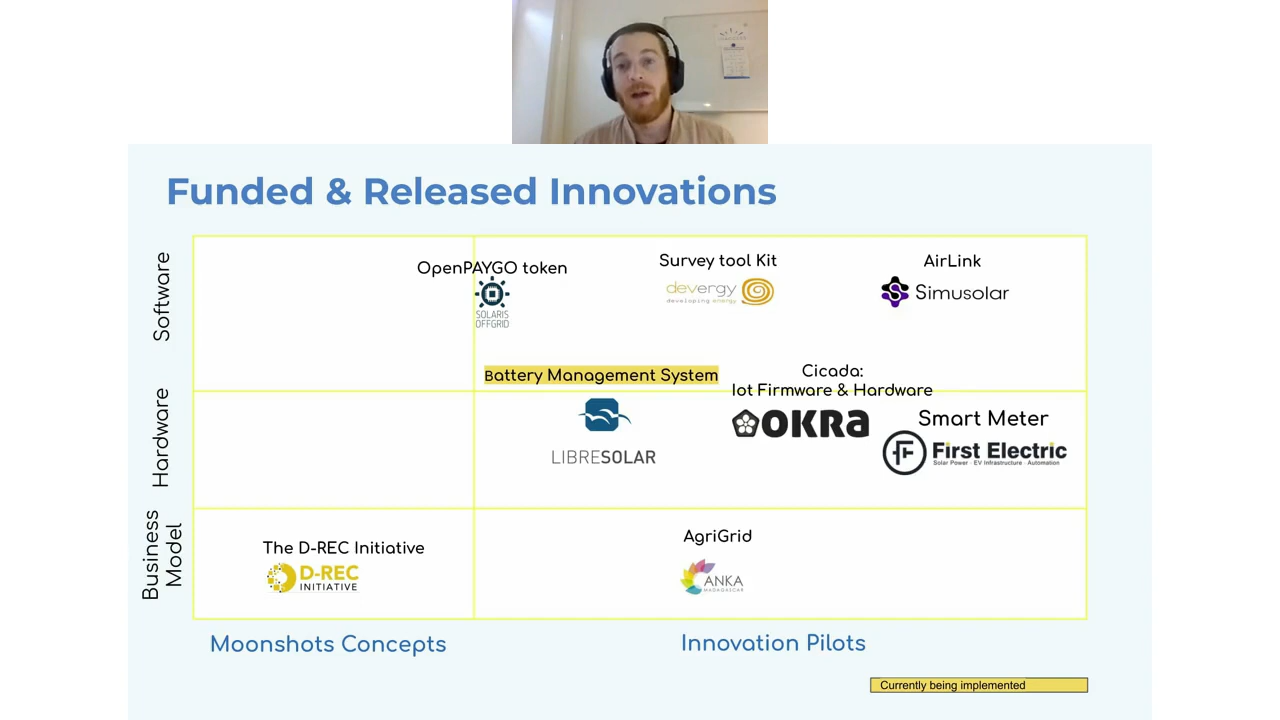 Funded & Released Innovations
Software
OpenPAYGO token
SOLARIS
OFFGRID
Survey tool Kit
devergy
developing energy
AirLink
Simusolar
Hardware
Battery Management System
LIBRESOLAR
Cicada:
Iot Firmware & Hardware
OKRa
Smart Meter
First Electric
Solar Power · EV Infrastructure · Automation
Business
Model
The D-REC Initiative
D-REC
INITIATIVE
AgriGrid
ANKA
MADAGASCAR
Moonshots Concepts
Innovation Pilots
Currently being implemented